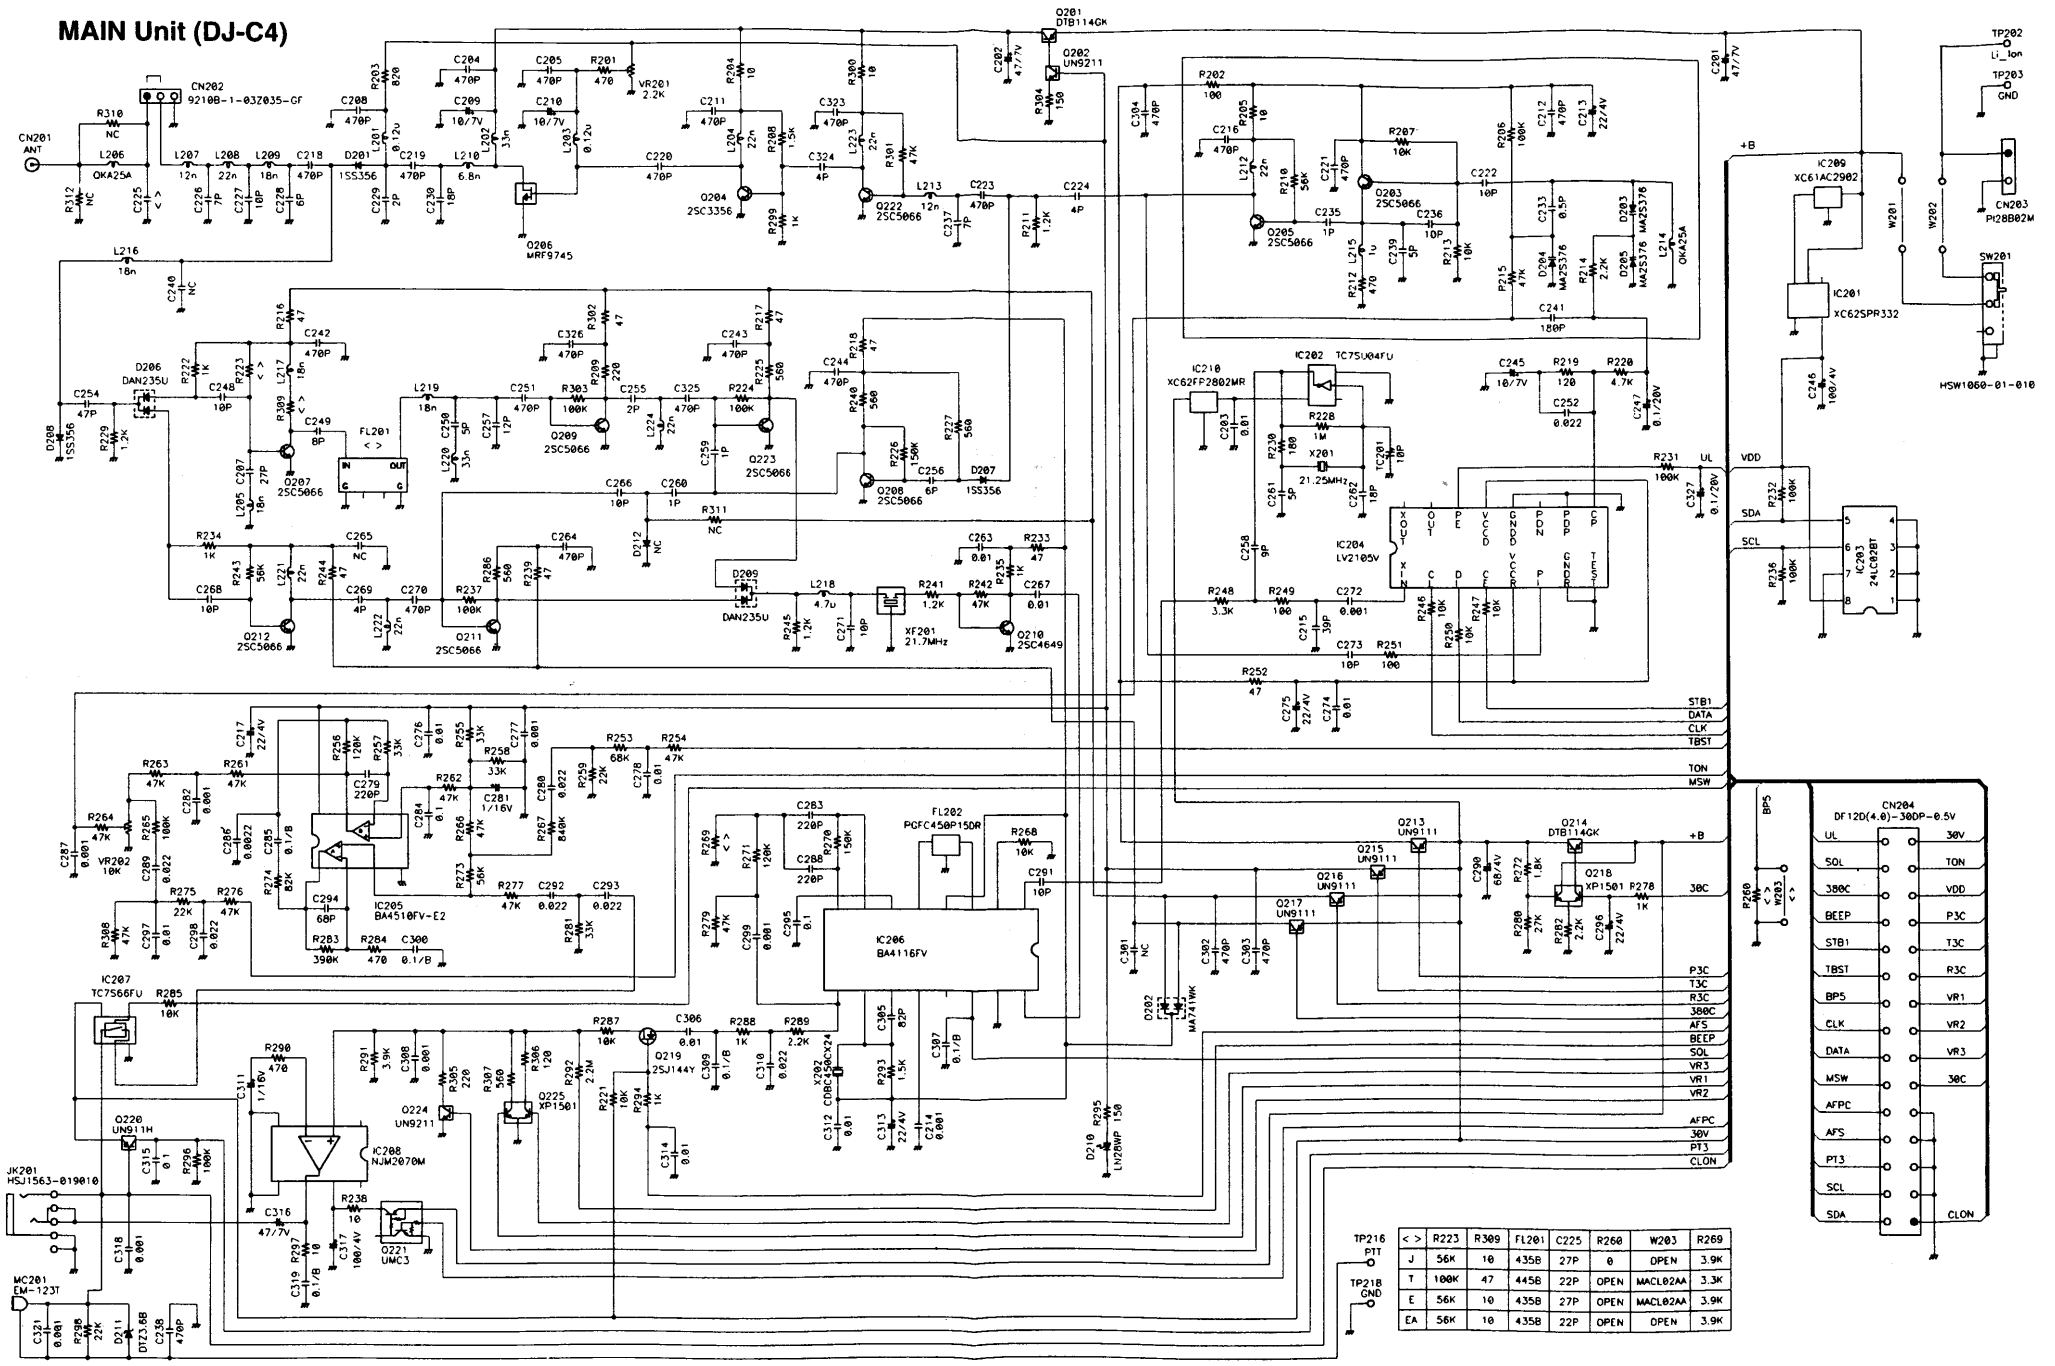 MAIN Unit (DJ-C4)
CN201
ANT
R310
NC
CN202
9210B-1-03Z035-GF
L206
OKA25A
R312
NC
C225
< >
L207
12n
C226
7P
L208
22n
C227
10P
L209
18n
C228
6P
C218
470P
C208
470P
R203
820
L201
0.12u
D201
1SS356
C229
2P
C219
470P
C230
18P
L210
6.8n
C204
470P
C209
10/7V
L202
33n
C205
470P
C210
10/7V
L203
0.12u
R201
470
VR201
2.2K
Q206
MRF9745
C220
470P
R204
10
C211
470P
L204
22n
R208
1.5K
Q204
2SC3356
R299
1K
C324
4P
R300
10
C323
470P
L223
22n
R301
47K
Q222
2SC5066
L213
12n
C237
7P
C223
470P
R211
1.2K
C224
4P
C202
47/7V
Q201
DTB114GK
Q202
UN9211
R304
150
C304
470P
R202
100
R205
10
C216
470P
L212
22n
R210
56K
Q205
2SC5066
C235
1P
C221
470P
R207
10K
Q203
2SC5066
L215
1u
R212
470
C239
5P
C236
10P
R213
10K
C222
10P
R206
100K
C212
470P
C213
22/4V
C233
0.5P
D203
MA2S376
D204
MA2S376
D205
MA2S376
L214
OKA25A
R215
47K
R214
2.2K
C241
180P
C201
47/7V
TP202
Li_Ion
TP203
GND
+B
IC209
XC61AC2902
W201
W202
CN203
PI28B02M
SW201
HSW1060-01-010
IC201
XC62SPR332
C246
100/4V
L216
18n
C240
NC
D206
DAN235U
C254
47P
D208
1SS356
R229
1.2K
R222
1K
C248
10P
R223
< >
R216
47
L217
18n
R309
< >
C242
470P
C249
8P
C207
27P
L205
18n
Q207
2SC5066
FL201
< >
IN
OUT
G
G
L219
18n
C250
5P
L220
33n
C257
12P
C251
470P
R303
100K
C326
470P
R302
47
R209
220
Q209
2SC5066
C255
2P
L224
22n
C325
470P
C243
470P
R217
47
R225
560
R224
100K
C259
1P
Q223
2SC5066
R218
47
C244
470P
R240
560
R226
150K
R227
560
Q208
2SC5066
C256
6P
D207
1SS356
C266
10P
C260
1P
R311
NC
D212
NC
R234
1K
C268
10P
R243
56K
L221
22n
R244
47
C265
NC
Q212
2SC5066
C269
4P
L222
22n
C270
470P
R237
100K
R286
560
R239
47
C264
470P
Q211
2SC5066
D209
DAN235U
R245
1.2K
L218
4.7u
C271
10P
XF201
21.7MHz
R241
1.2K
R242
47K
C263
0.01
R233
47
R235
1K
C267
0.01
Q210
2SC4649
IC210
XC62FP2802MR
IC202
TC7SU04FU
C203
0.01
R228
1M
R230
180
X201
21.25MHz
TC201
10P
C261
5P
C262
18P
C258
9P
C245
10/7V
R219
120
R220
4.7K
C252
0.022
C247
0.1/20V
IC204
LV2105V
XOUT
OUT
PE
VCCD
GNDD
PDN
PDP
CP
XIN
CL
DI
CE
VCCR
PI
GNDR
TEST
R248
3.3K
R249
100
C272
0.001
C215
39P
C273
10P
R251
100
R246
10K
R250
10K
R247
10K
R252
47
C275
22/4V
C274
0.01
R231
100K
C327
0.1/20V
UL
VDD
R232
100K
SDA
SCL
R236
100K
IC203
24LC02BT
5
6
7
8
4
3
2
1
STB1
DATA
CLK
TBST
TON
MSW
C217
22/4V
R263
47K
R261
47K
C282
0.001
R264
47K
C287
0.001
VR202
10K
R265
100K
C289
0.022
R275
22K
R276
47K
R308
47K
C297
0.01
C298
0.022
C286
0.0022
C285
0.1/B
R274
82K
R256
120K
R257
33K
C279
220P
C294
68P
IC205
BA4510FV-E2
R283
390K
R284
470
C300
0.1/B
C276
0.01
R255
33K
C277
0.001
R258
33K
R262
47K
C281
1/16V
C284
0.1
R266
47K
R273
56K
R267
840K
C280
0.022
R259
22K
R253
68K
C278
0.01
R254
47K
R277
47K
C292
0.022
C293
0.022
R281
33K
R269
< >
R271
120K
C283
220P
R270
150K
C288
220P
R279
47K
C299
0.001
C295
0.1
FL202
PGFC450P15DR
R268
10K
C291
10P
IC206
BA4116FV
C301
NC
C302
470P
C303
470P
D202
MA741WK
Q213
UN9111
Q215
UN9111
Q216
UN9111
Q217
UN9111
Q214
DTB114GK
C290
68/4V
R272
1.8K
Q218
XP1501
R278
1K
R280
27K
R282
2.2K
C296
22/4V
+B
30C
P3C
T3C
R3C
380C
AFS
BEEP
SQL
VR3
VR1
VR2
AFPC
30V
PT3
CLON
BP5
R260
< >
W203
< >
CN204
DF12D(4.0)-30DP-0.5V
UL 30V
SQL TON
380C VDD
BEEP P3C
STB1 T3C
TBST R3C
BP5 VR1
CLK VR2
DATA VR3
MSW 30C
AFPC
AFS
PT3
SCL
SDA CLON
IC207
TC7S66FU
R285
10K
R290
470
C311
1/16V
R291
3.9K
C308
0.001
R305
220
Q224
UN9211
R307
560
R306
120
Q225
XP1501
R292
2.2M
R287
10K
R221
10K
R294
1K
Q219
2SJ144Y
C314
0.01
C306
0.01
C309
0.1/B
R288
1K
C310
0.022
R289
2.2K
X202
CDBC450CX24
C312
0.01
C305
82P
R293
1.5K
C313
22/4V
C214
0.001
C307
0.1/B
R295
150
D210
LN28WP
Q220
UN911H
C315
0.1
R296
100K
IC208
NJM2070M
JK201
HSJ1563-019010
C316
47/7V
C318
0.001
R297
10
C319
0.1/B
R238
10
C317
100/4V
Q221
UMC3
MC201
EM-123T
C321
0.001
R298
22K
D211
DTZ3.6B
C238
470P
TP216
PTT
TP218
GND
< > R223 R309 FL201 C225 R260 W203 R269
J 56K 10 435B 27P 0 OPEN 3.9K
T 100K 47 445B 22P OPEN MACL02AA 3.3K
E 56K 10 435B 27P OPEN MACL02AA 3.9K
EA 56K 10 435B 22P OPEN OPEN 3.9K